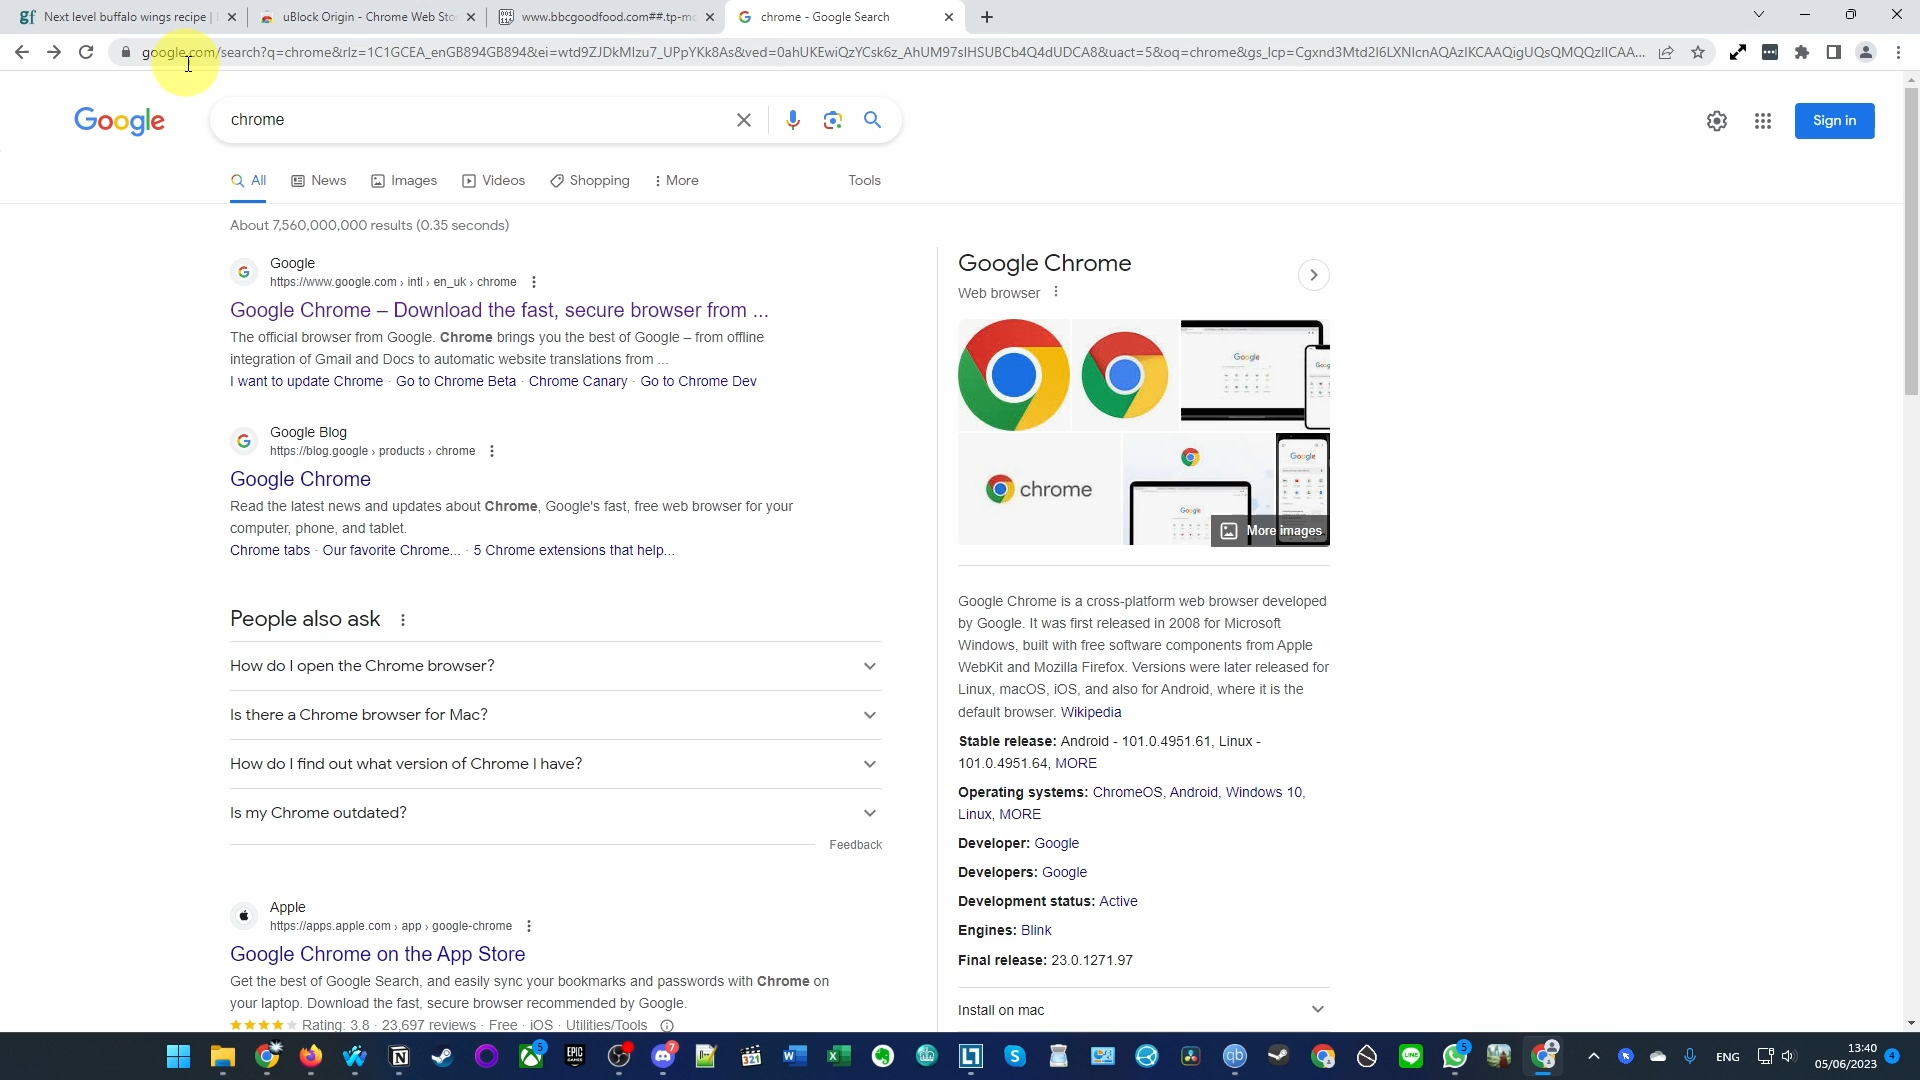 Next level buffalo wings recipe |
uBlock Origin - Chrome Web Sto
www.bbcgoodfood.com##.tp-mo
chrome - Google Search
google.com/search?q=chrome&rlz=1C1GCEA_enGB894GB894&ei=wtd9ZJDkMIzu7_UPpYKk8As&ved=0ahUKEwiQzYCsk6z_AhUM97sIHSUBCb4Q4dUDCA8&uact=5&oq=chrome&gs_lcp=Cgxnd3Mtd2l6LXNlcnAQAzIKCAAQigUQsQMQQzIICAA...
Google
chrome
Sign in
All
News
Images
Videos
Shopping
More
Tools
About 7,560,000,000 results (0.35 seconds)
Google
https://www.google.com › intl › en_uk › chrome
Google Chrome – Download the fast, secure browser from ...
The official browser from Google. Chrome brings you the best of Google – from offline
integration of Gmail and Docs to automatic website translations from ...
I want to update Chrome · Go to Chrome Beta · Chrome Canary · Go to Chrome Dev
Google Blog
https://blog.google › products › chrome
Google Chrome
Read the latest news and updates about Chrome, Google's fast, free web browser for your
computer, phone, and tablet.
Chrome tabs · Our favorite Chrome... · 5 Chrome extensions that help...
People also ask
How do I open the Chrome browser?
Is there a Chrome browser for Mac?
How do I find out what version of Chrome I have?
Is my Chrome outdated?
Feedback
Apple
https://apps.apple.com › app › google-chrome
Google Chrome on the App Store
Get the best of Google Search, and easily sync your bookmarks and passwords with Chrome on
your laptop. Download the fast, secure browser recommended by Google.
Rating: 3.8 · 23,697 reviews · Free · iOS · Utilities/Tools
Google Chrome
Web browser
Google
Google
chrome
Google
Google
More images
Google Chrome is a cross-platform web browser developed
by Google. It was first released in 2008 for Microsoft
Windows, built with free software components from Apple
WebKit and Mozilla Firefox. Versions were later released for
Linux, macOS, iOS, and also for Android, where it is the
default browser. Wikipedia
Stable release: Android - 101.0.4951.61, Linux -
101.0.4951.64, MORE
Operating systems: ChromeOS, Android, Windows 10,
Linux, MORE
Developer: Google
Developers: Google
Development status: Active
Engines: Blink
Final release: 23.0.1271.97
Install on mac
ENG
13:40
05/06/2023